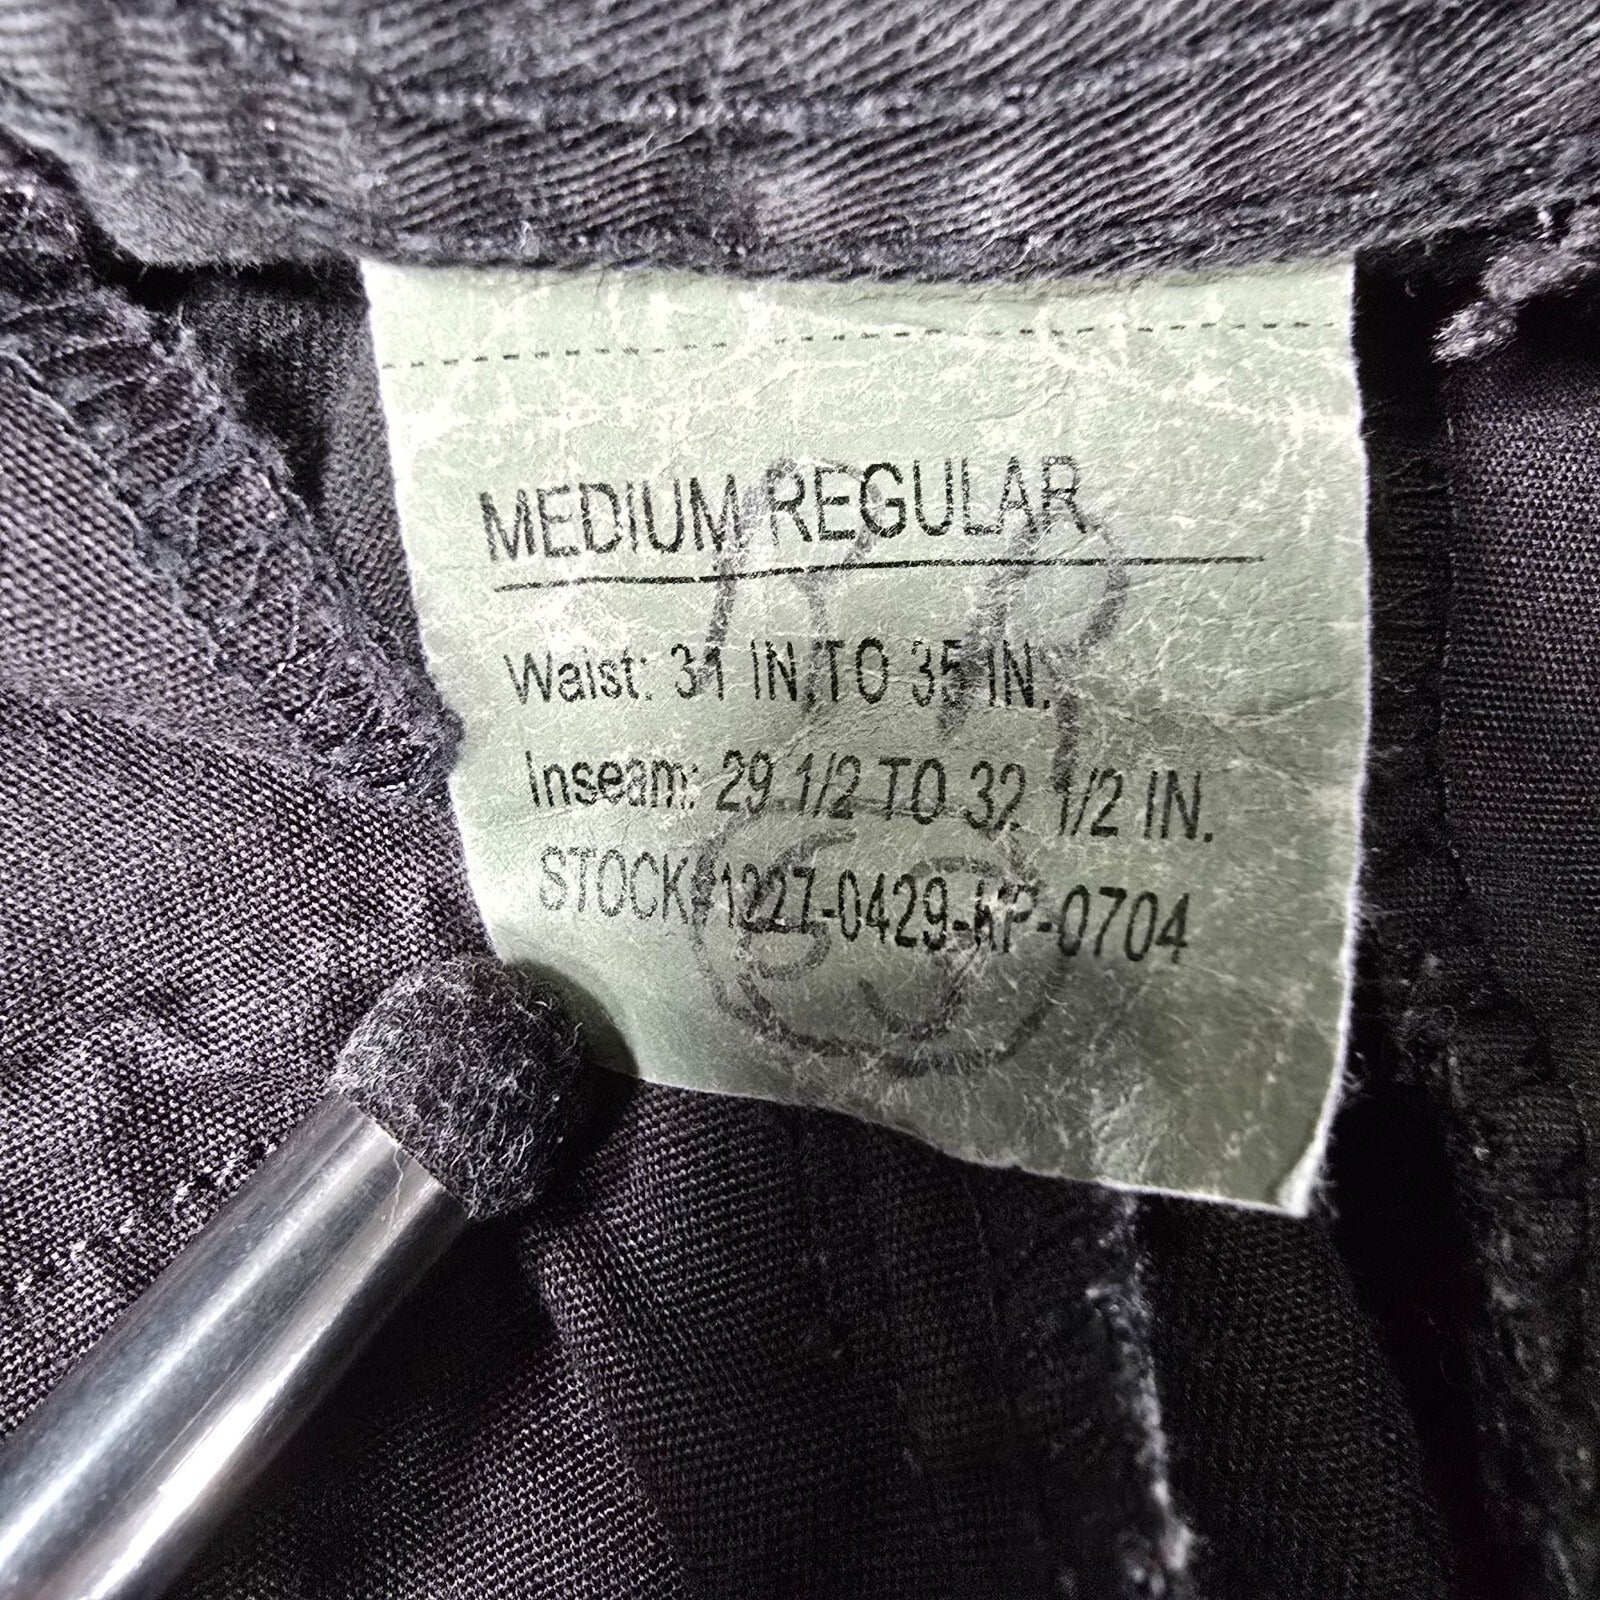 MEDIUM REGULAR
Waist: 31 IN.TO 35 IN.
Inseam: 29 1/2 TO 32 1/2 IN.
STOCK#1227-0429-KP-0704